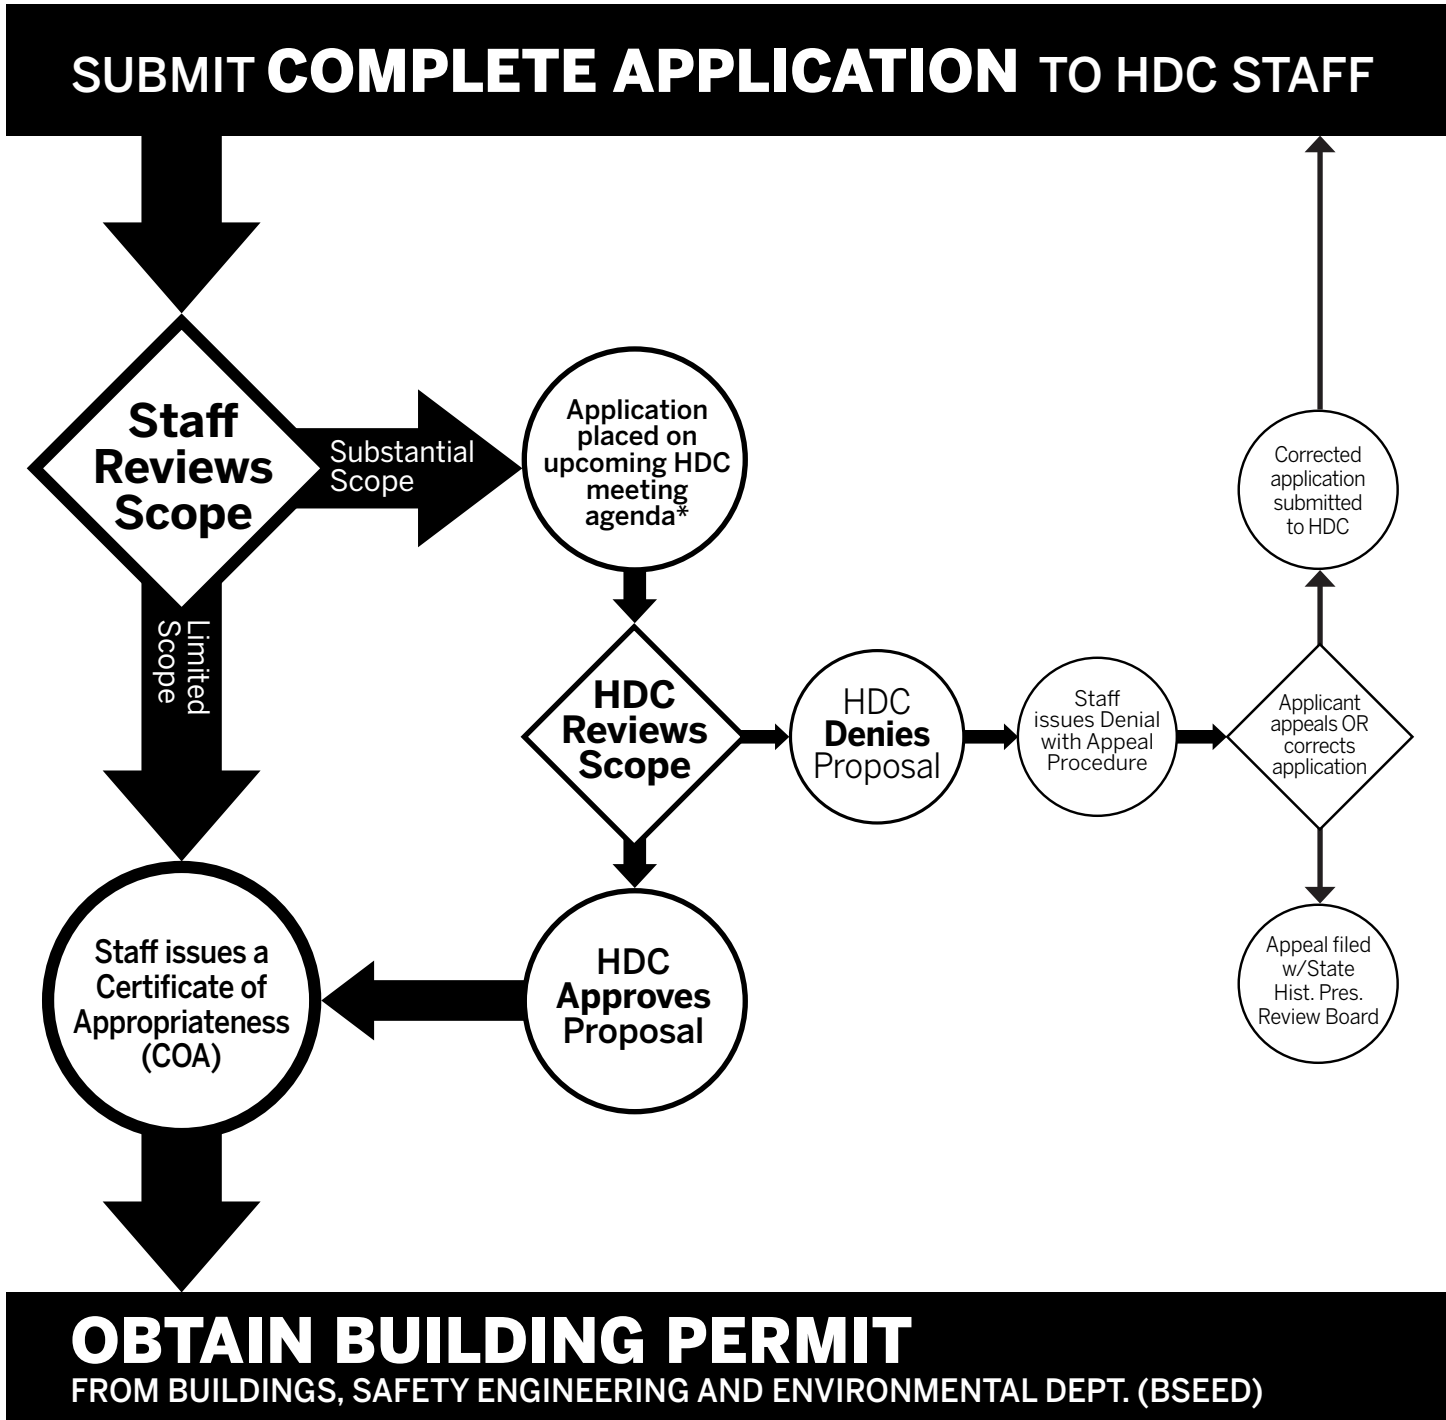 SUBMIT COMPLETE APPLICATION TO HDC STAFF
Staff
Reviews
Scope
Substantial
Scope
Application
placed on
upcoming HDC
meeting
agenda*
Limited
Scope
HDC
Reviews
Scope
HDC
Denies
Proposal
Staff
issues Denial
with Appeal
Procedure
Applicant
appeals OR
corrects
application
Corrected
application
submitted
to HDC
Appeal filed
w/State
Hist. Pres.
Review Board
HDC
Approves
Proposal
Staff issues a
Certificate of
Appropriateness
(COA)
OBTAIN BUILDING PERMIT
FROM BUILDINGS, SAFETY ENGINEERING AND ENVIRONMENTAL DEPT. (BSEED)